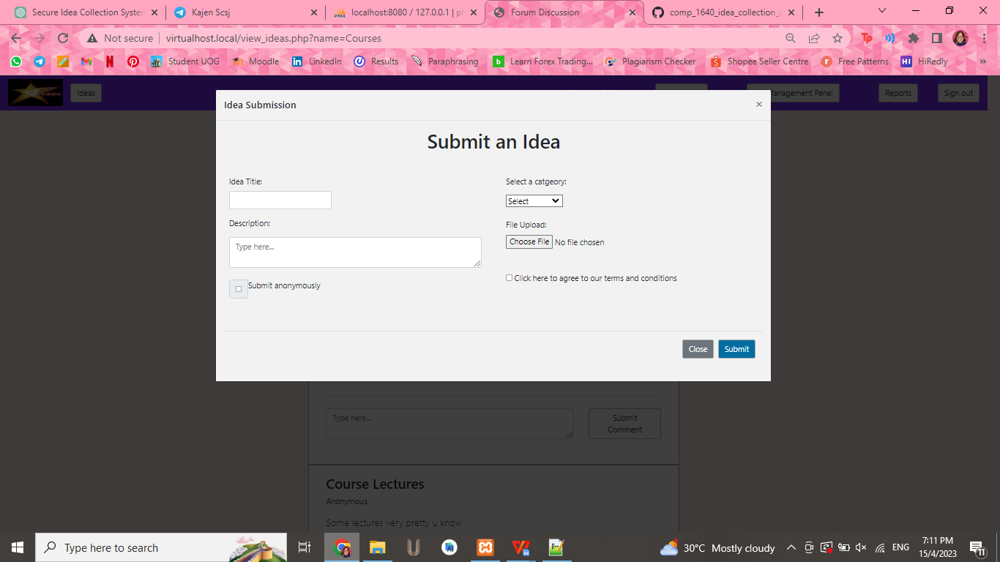 Secure Idea Collection System
Kajen Scsj
localhost:8080 / 127.0.0.1 | p
Forum Discussion
comp_1640_idea_collection_s
Not secure
virtualhost.local/view_ideas.php?name=Courses
Student UOG
Moodle
LinkedIn
Results
Paraphrasing
Learn Forex Trading...
Plagiarism Checker
Shopee Seller Centre
Free Patterns
HiRedly
Ideas
Management Panel
Reports
Sign out
Idea Submission
Submit an Idea
Idea Title:
Select a catgeory:
Select
Description:
File Upload:
Choose File No file chosen
Type here...
Submit anonymously
Click here to agree to our terms and conditions
Close
Submit
Type here...
Submit
Comment
Course Lectures
Anonymous
Some lectures very pretty u know
Type here to search
30°C Mostly cloudy
ENG
7:11 PM
15/4/2023
11